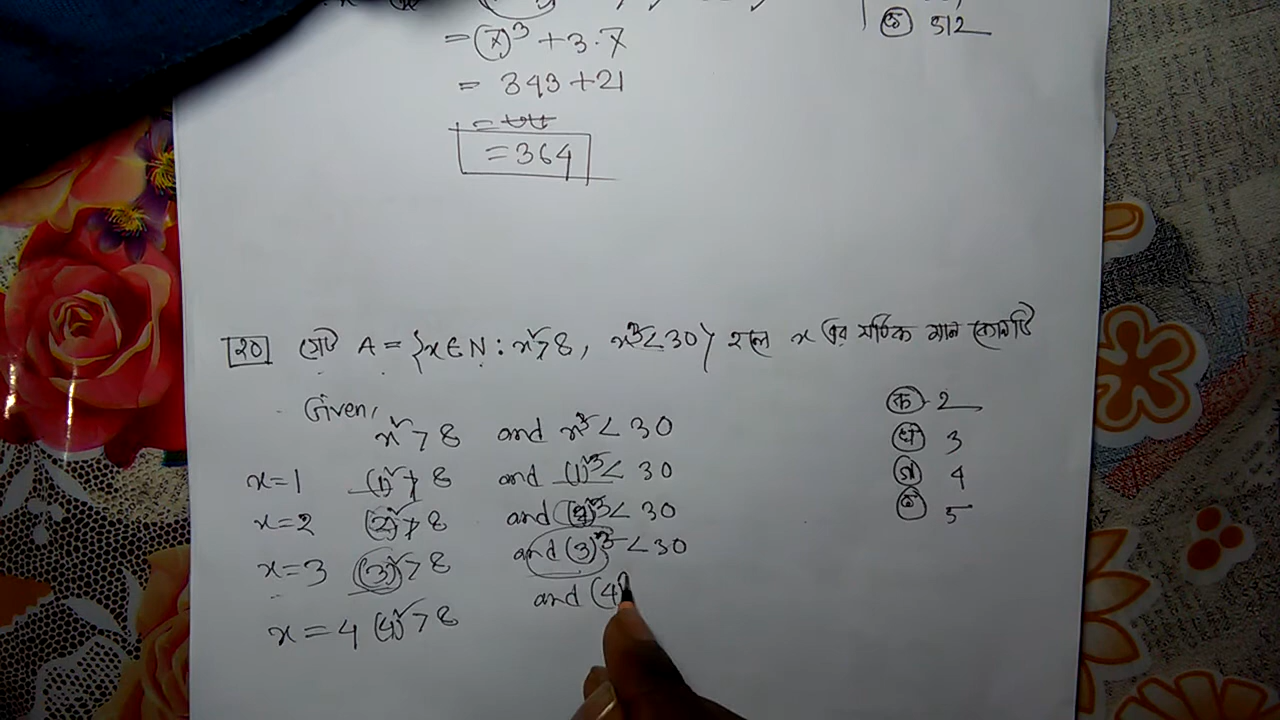 = (7)³ + 3·7
= 343 + 21
= 364
ঙ 512
২০ সেট A = {x ∈ N : x² > 8, x³ < 30} হলে x এর সঠিক মান কোনটি
Given,
x² > 8 and x³ < 30
x = 1 (1)² > 8 and (1)³ < 30
x = 2 (2)² > 8 and (2)³ < 30
x = 3 (3)² > 8 and (3)³ < 30
x = 4 (4)² > 8 and (4)
ক 2
খ 3
গ 4
ঘ 5